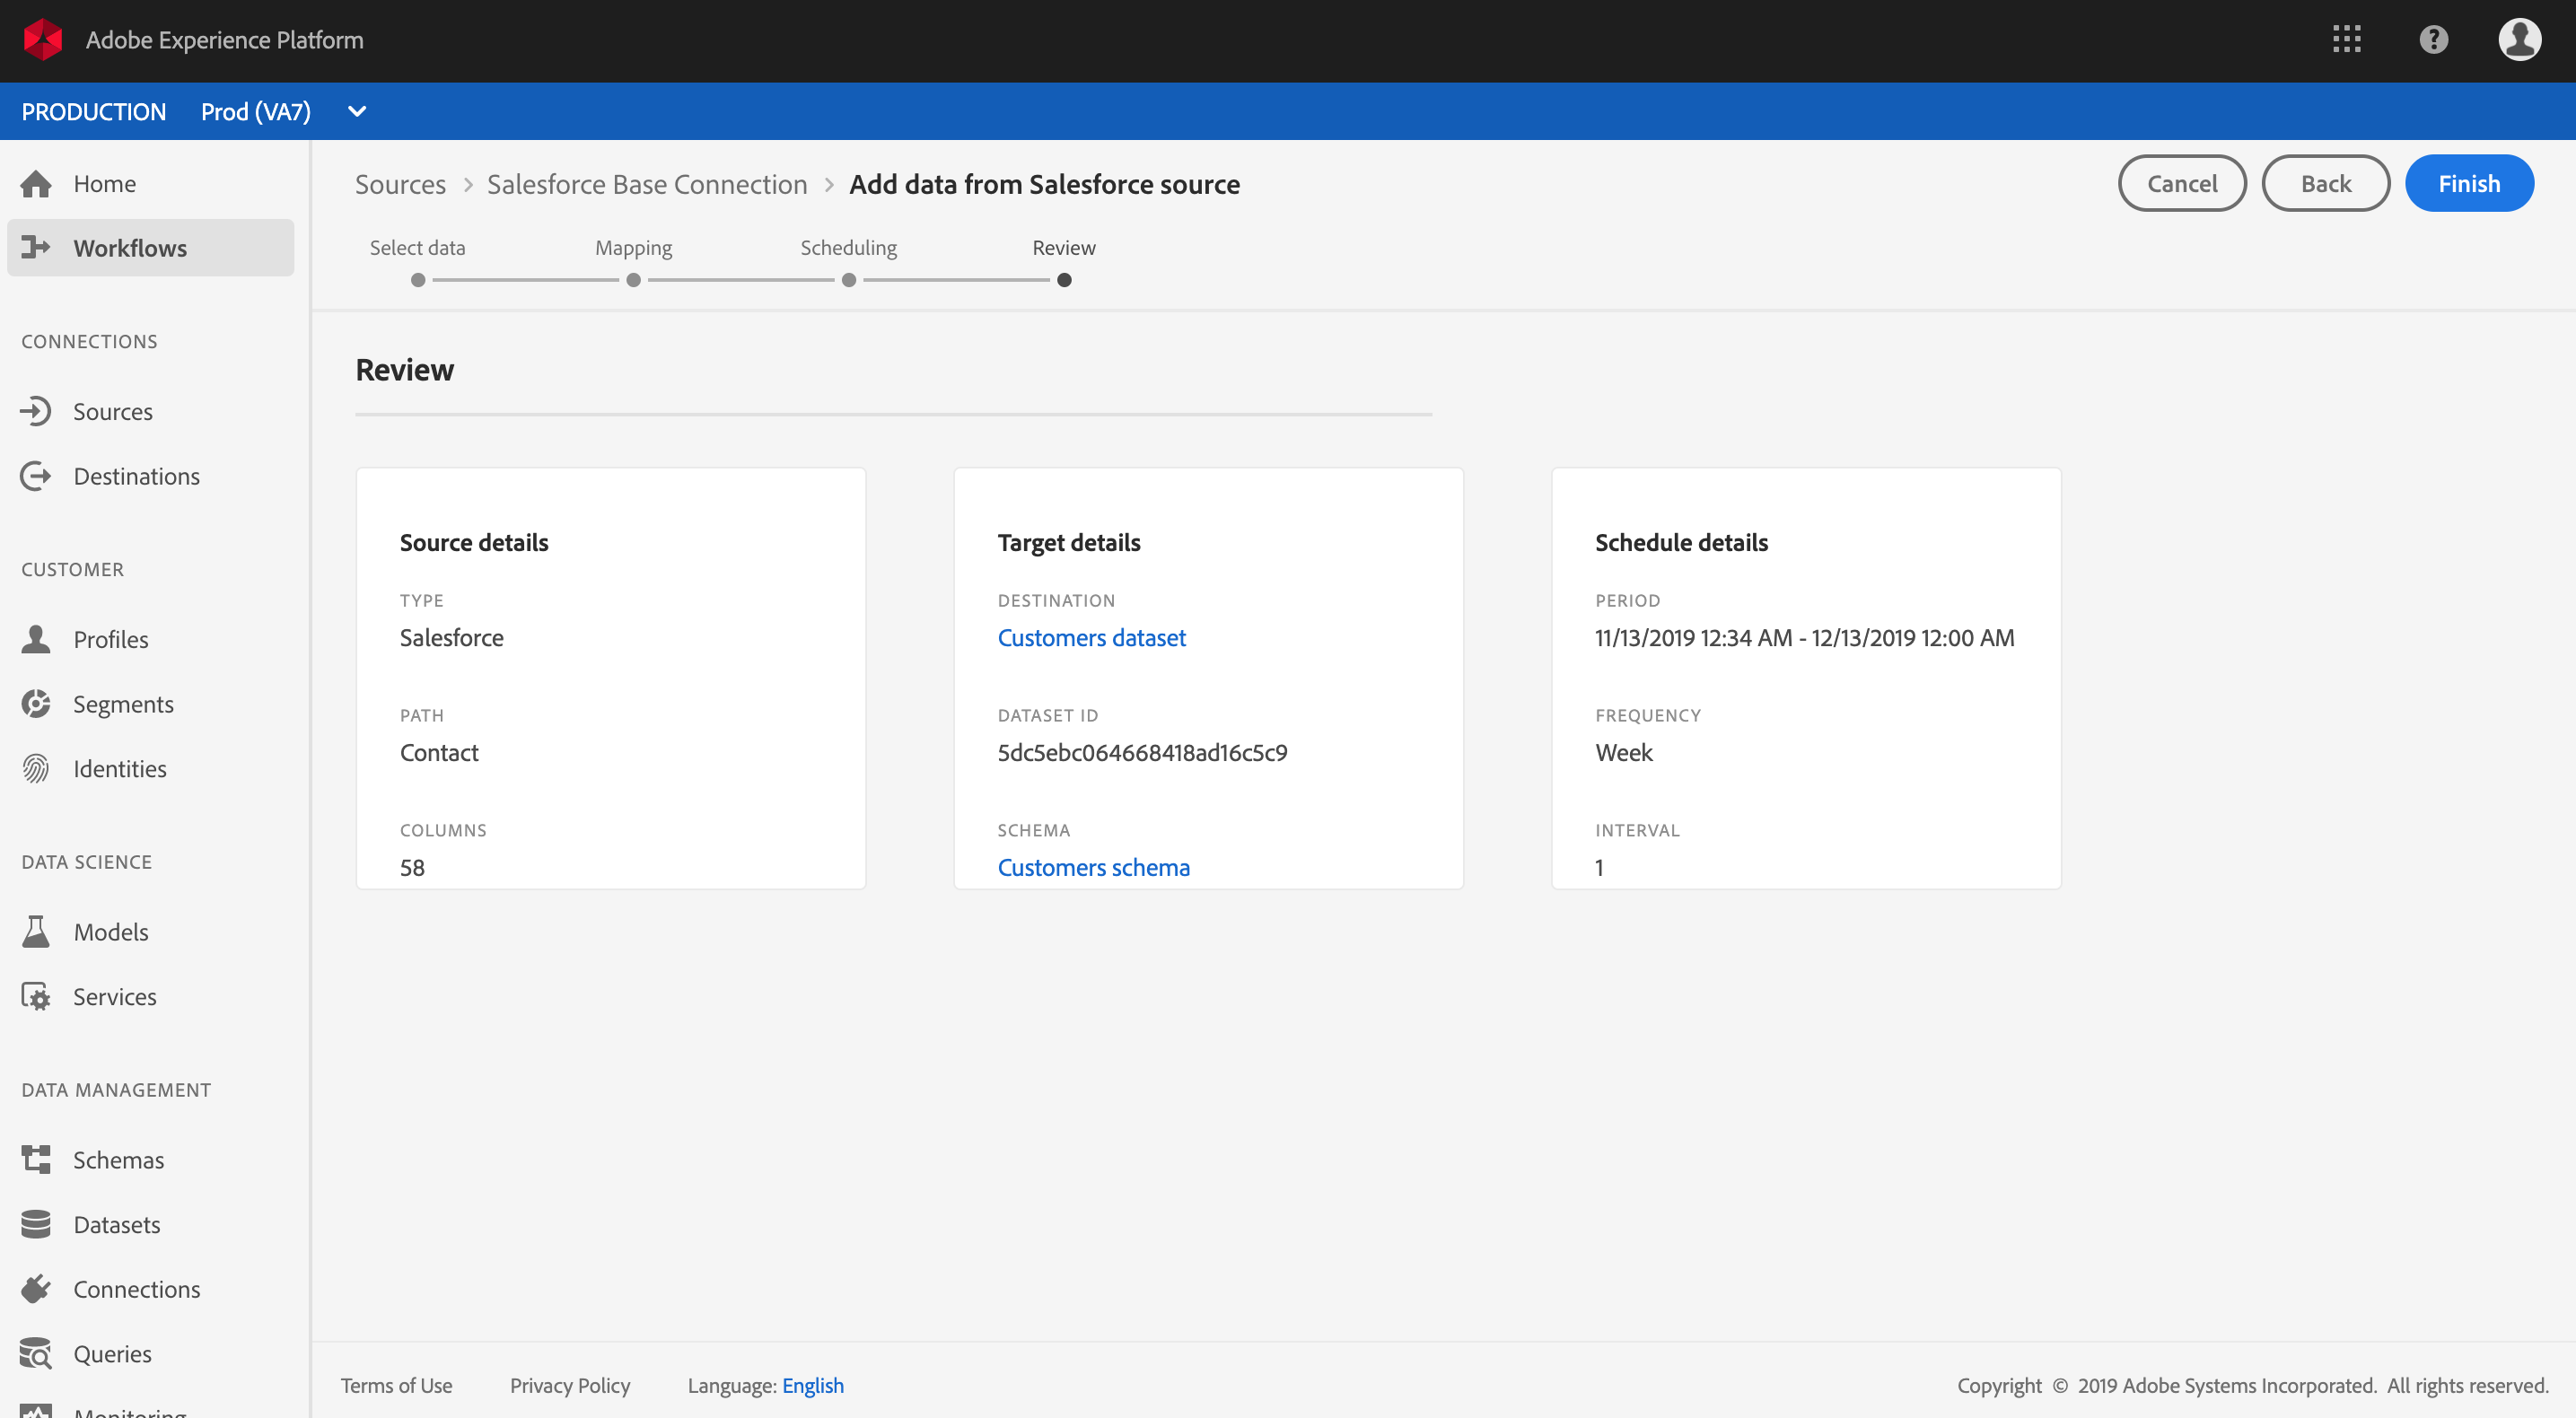 Adobe Experience Platform
PRODUCTION Prod (VA7)
Home
Workflows
CONNECTIONS
Sources
Destinations
CUSTOMER
Profiles
Segments
Identities
DATA SCIENCE
Models
Services
DATA MANAGEMENT
Schemas
Datasets
Connections
Queries
Monitoring
Sources > Salesforce Base Connection > Add data from Salesforce source
Cancel Back Finish
Select data Mapping Scheduling Review
Review
Source details
TYPE
Salesforce
PATH
Contact
COLUMNS
58
Target details
DESTINATION
Customers dataset
DATASET ID
5dc5ebc064668418ad16c5c9
SCHEMA
Customers schema
Schedule details
PERIOD
11/13/2019 12:34 AM - 12/13/2019 12:00 AM
FREQUENCY
Week
INTERVAL
1
Terms of Use Privacy Policy Language: English Copyright © 2019 Adobe Systems Incorporated. All rights reserved.